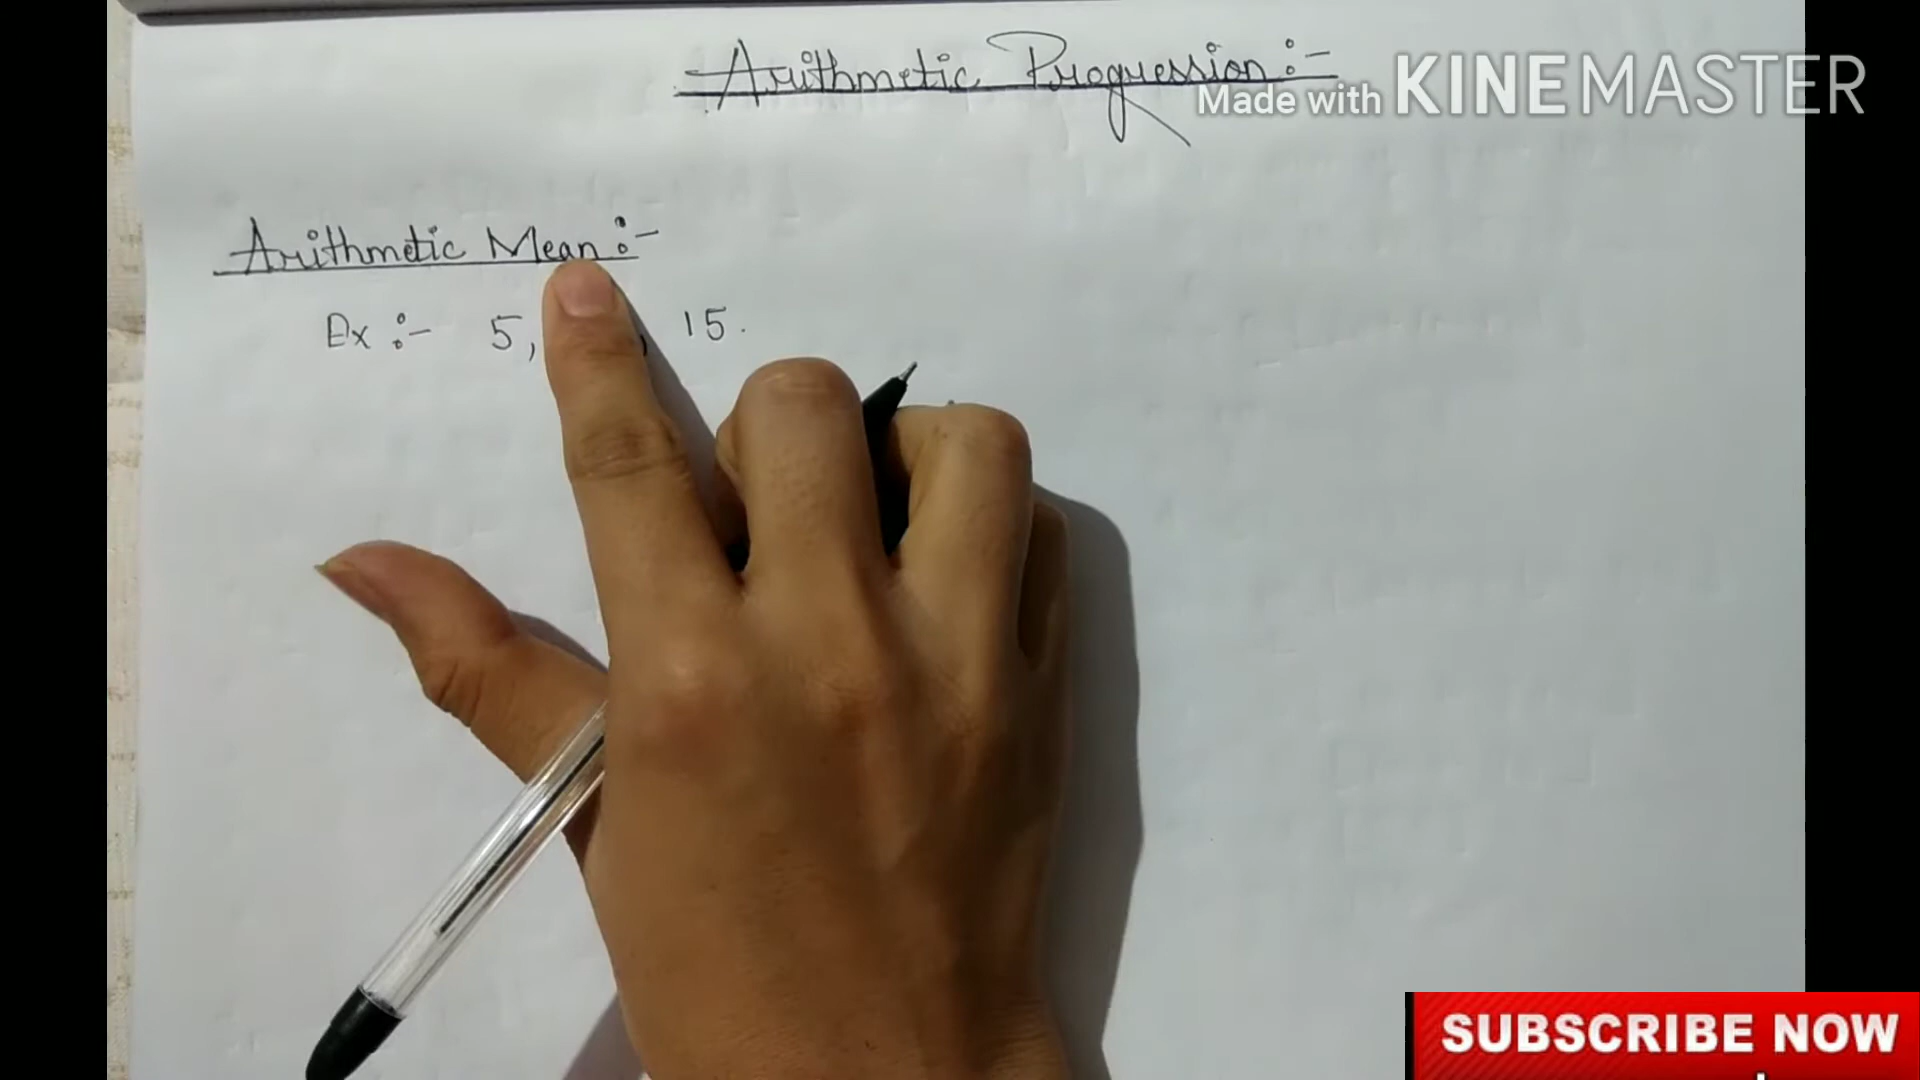 Arithmetic Progression :-
Made with KINEMASTER
Arithmetic Mean :-
Ex :- 5, , 15.
SUBSCRIBE NOW